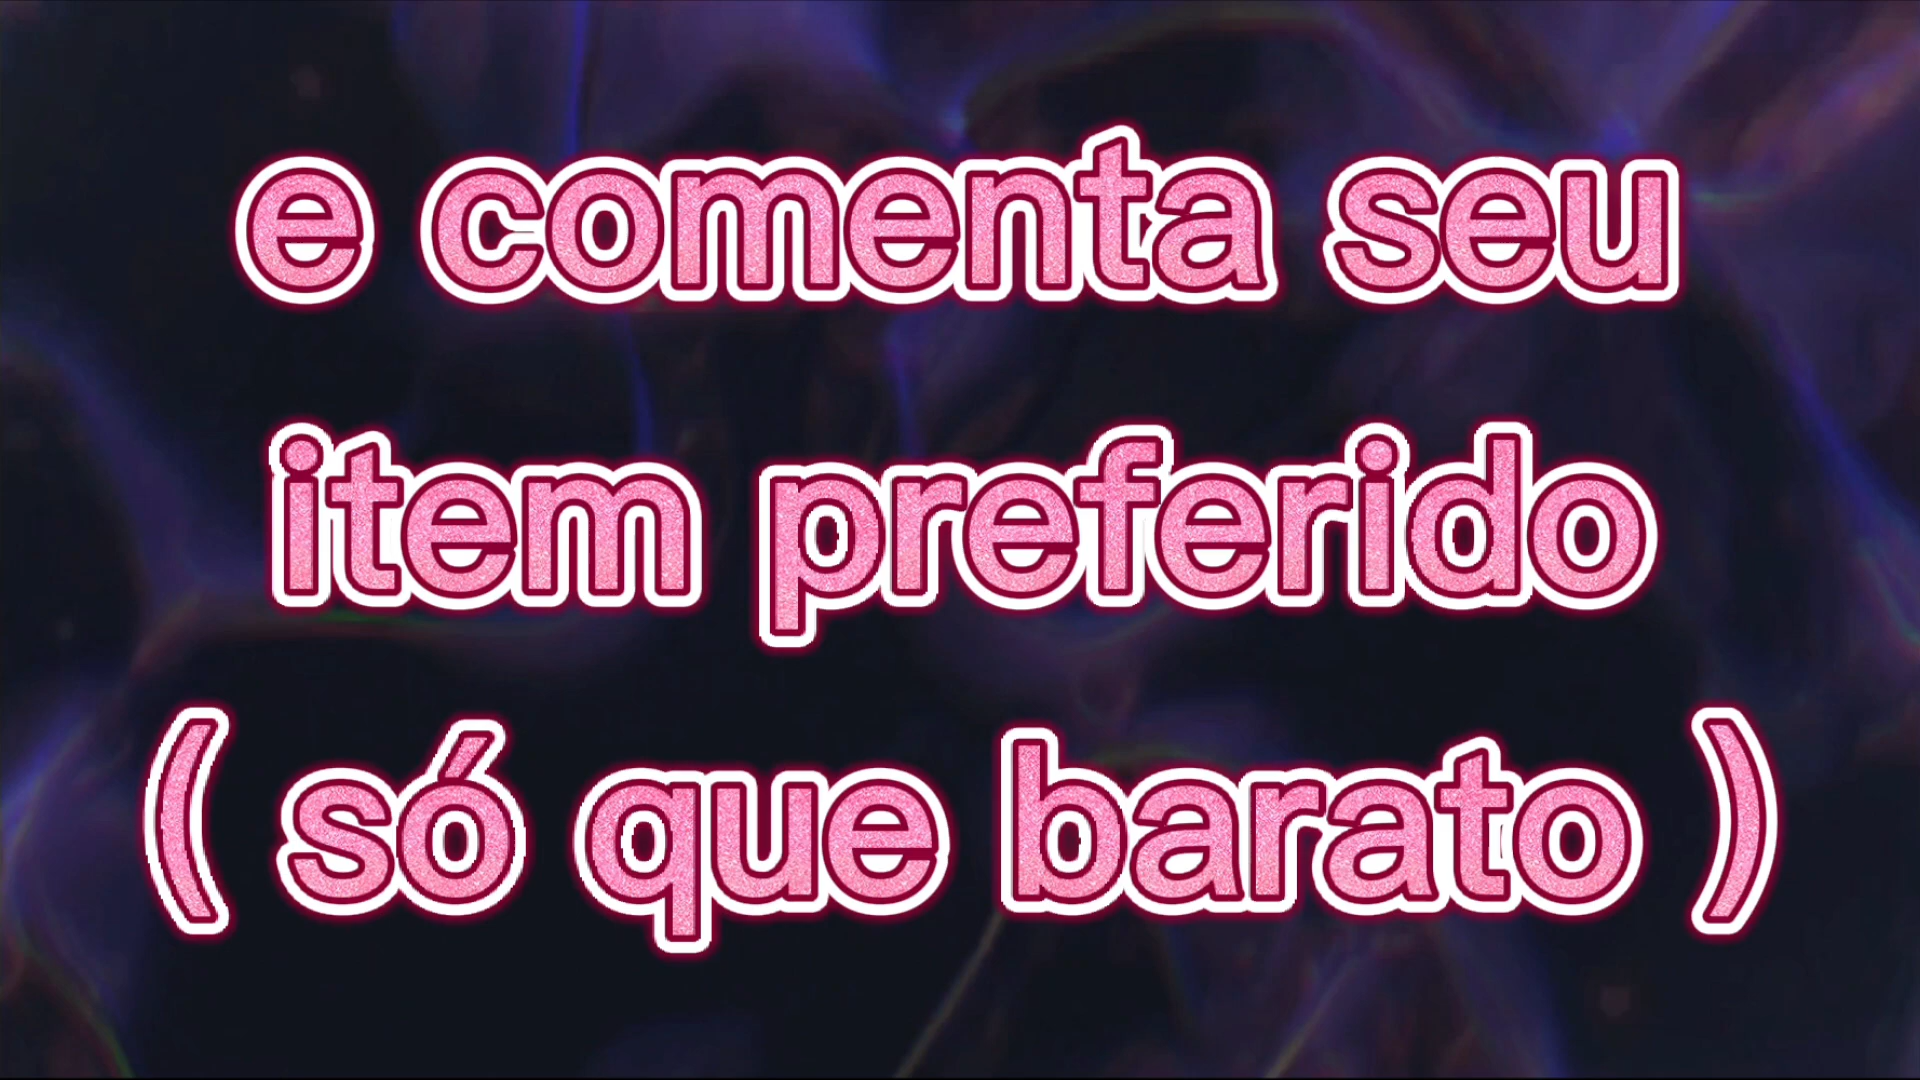 e comenta seu
item preferido
( só que barato )